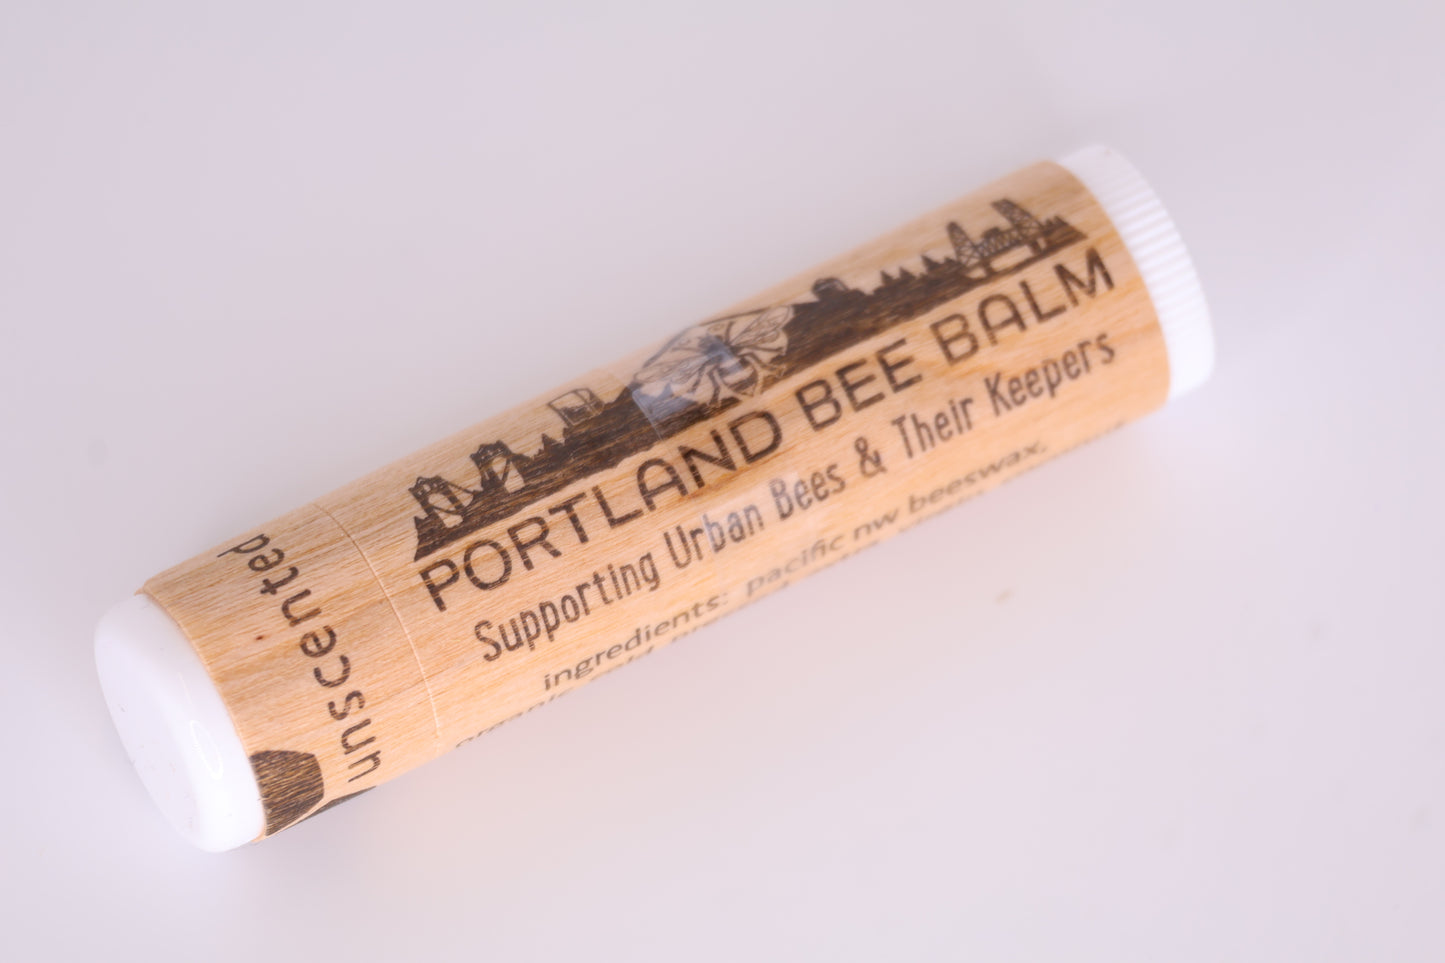 PORTLAND BEE BALM
Supporting Urban Bees & Their Keepers
ingredients: pacific nw beeswax,
unscented